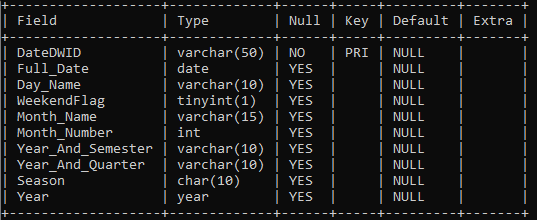 Field | Type | Null | Key | Default | Extra
DateDWID | varchar(50) | NO | PRI | NULL |
Full_Date | date | YES | | NULL |
Day_Name | varchar(10) | YES | | NULL |
WeekendFlag | tinyint(1) | YES | | NULL |
Month_Name | varchar(15) | YES | | NULL |
Month_Number | int | YES | | NULL |
Year_And_Semester | varchar(10) | YES | | NULL |
Year_And_Quarter | varchar(10) | YES | | NULL |
Season | char(10) | YES | | NULL |
Year | year | YES | | NULL |